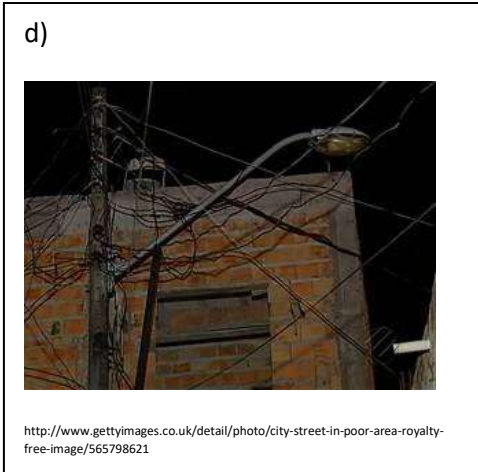 d)
http://www.gettyimages.co.uk/detail/photo/city-street-in-poor-area-royalty-
free-image/565798621